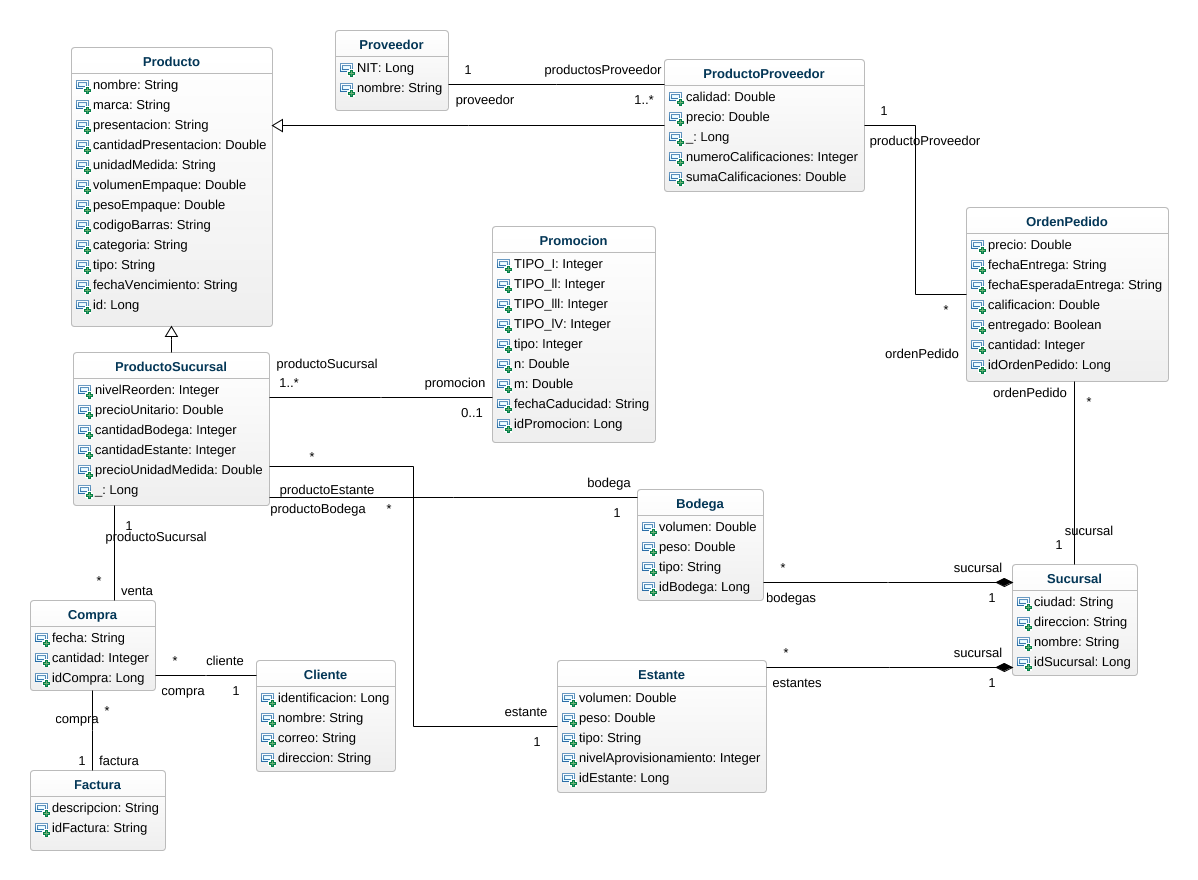 Producto
nombre: String
marca: String
presentacion: String
cantidadPresentacion: Double
unidadMedida: String
volumenEmpaque: Double
pesoEmpaque: Double
codigoBarras: String
categoria: String
tipo: String
fechaVencimiento: String
id: Long
Proveedor
NIT: Long
nombre: String
1
productosProveedor
proveedor
1..*
ProductoProveedor
calidad: Double
precio: Double
_: Long
numeroCalificaciones: Integer
sumaCalificaciones: Double
1
productoProveedor
*
ordenPedido
OrdenPedido
precio: Double
fechaEntrega: String
fechaEsperadaEntrega: String
calificacion: Double
entregado: Boolean
cantidad: Integer
idOrdenPedido: Long
ordenPedido
*
sucursal
1
Promocion
TIPO_I: Integer
TIPO_II: Integer
TIPO_III: Integer
TIPO_IV: Integer
tipo: Integer
n: Double
m: Double
fechaCaducidad: String
idPromocion: Long
ProductoSucursal
nivelReorden: Integer
precioUnitario: Double
cantidadBodega: Integer
cantidadEstante: Integer
precioUnidadMedida: Double
_: Long
productoSucursal
1..*
promocion
0..1
*
productoEstante
productoBodega
*
bodega
1
Bodega
volumen: Double
peso: Double
tipo: String
idBodega: Long
*
bodegas
sucursal
1
Sucursal
ciudad: String
direccion: String
nombre: String
idSucursal: Long
1
productoSucursal
*
venta
Compra
fecha: String
cantidad: Integer
idCompra: Long
*
cliente
compra
1
Cliente
identificacion: Long
nombre: String
correo: String
direccion: String
estante
1
Estante
volumen: Double
peso: Double
tipo: String
nivelAprovisionamiento: Integer
idEstante: Long
*
estantes
sucursal
1
*
compra
1
factura
Factura
descripcion: String
idFactura: String